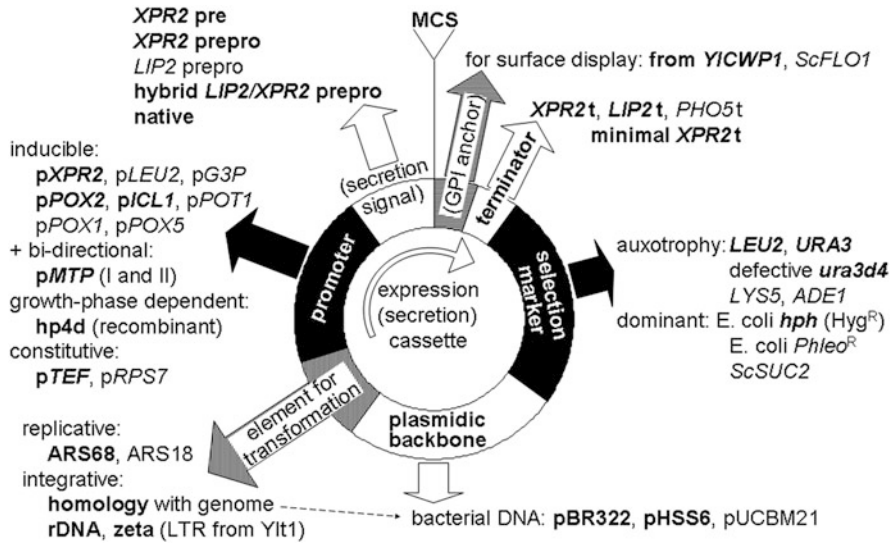 XPR2 pre
XPR2 prepro
LIP2 prepro
hybrid LIP2/XPR2 prepro
native
MCS
for surface display: from YlCWP1, ScFLO1
XPR2t, LIP2t, PHO5t
minimal XPR2t
(secretion
signal)
(GPI anchor)
terminator
inducible:
pXPR2, pLEU2, pG3P
pPOX2, pICL1, pPOT1
pPOX1, pPOX5
+ bi-directional:
pMTP (I and II)
growth-phase dependent:
hp4d (recombinant)
constitutive:
pTEF, pRPS7
promoter
expression
(secretion)
cassette
selection
marker
auxotrophy: LEU2, URA3
defective ura3d4
LYS5, ADE1
dominant: E. coli hph (Hygᴿ)
E. coli Phleoᴿ
ScSUC2
element for
transformation
plasmidic
backbone
replicative:
ARS68, ARS18
integrative:
homology with genome
rDNA, zeta (LTR from Ylt1)
bacterial DNA: pBR322, pHSS6, pUCBM21